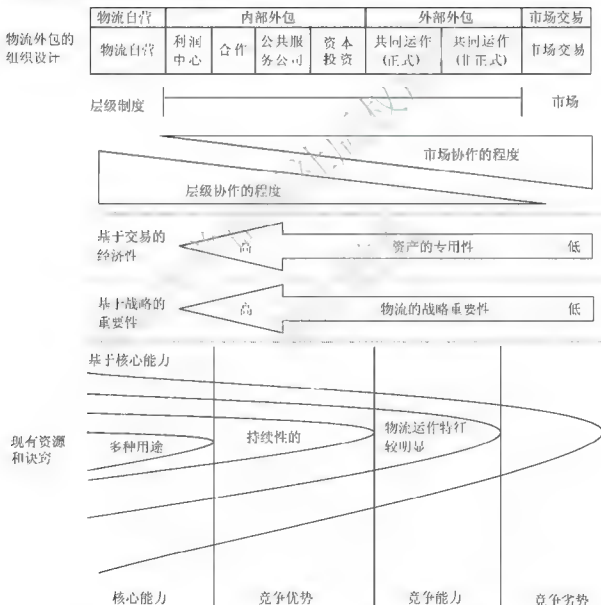 物流自营 内部外包 外部外包 市场交易
物流外包的
组织设计
物流自营 利润中心 合作 公共服务公司 资本投资 共同运作(正式) 共同运作(非正式) 市场交易
层级制度 市场
市场协作的程度
层级协作的程度
基于交易的
经济性
高 资产的专用性 低
基于战略的
重要性
高 物流的战略重要性 低
基于核心能力
现有资源
和诀窍
多种用途 持续性的 物流运作特征
较明显
核心能力 竞争优势 竞争能力 竞争劣势